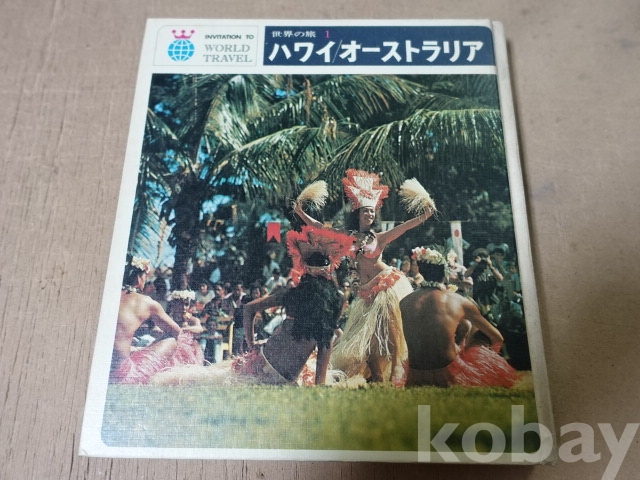 INVITATION TO
WORLD
TRAVEL
世界の旅 1
ハワイ/オーストラリア
kobay